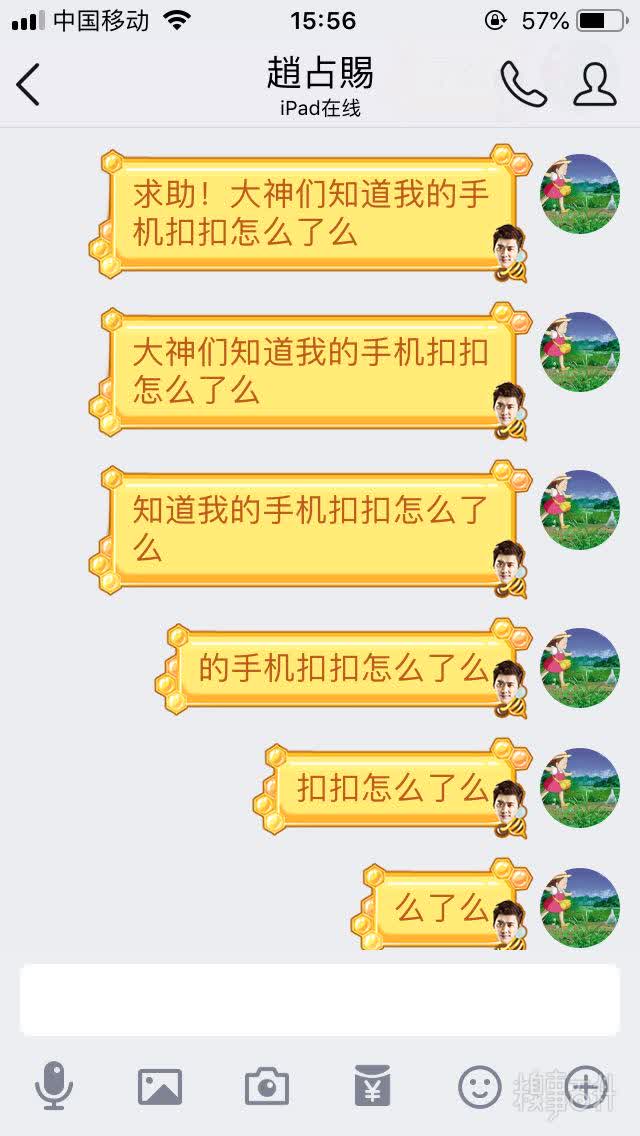 中国移动
15:56
57%
趙占賜
iPad在线
求助！大神们知道我的手
机扣扣怎么了么
大神们知道我的手机扣扣
怎么了么
知道我的手机扣扣怎么了
么
的手机扣扣怎么了么
扣扣怎么了么
么了么
¥